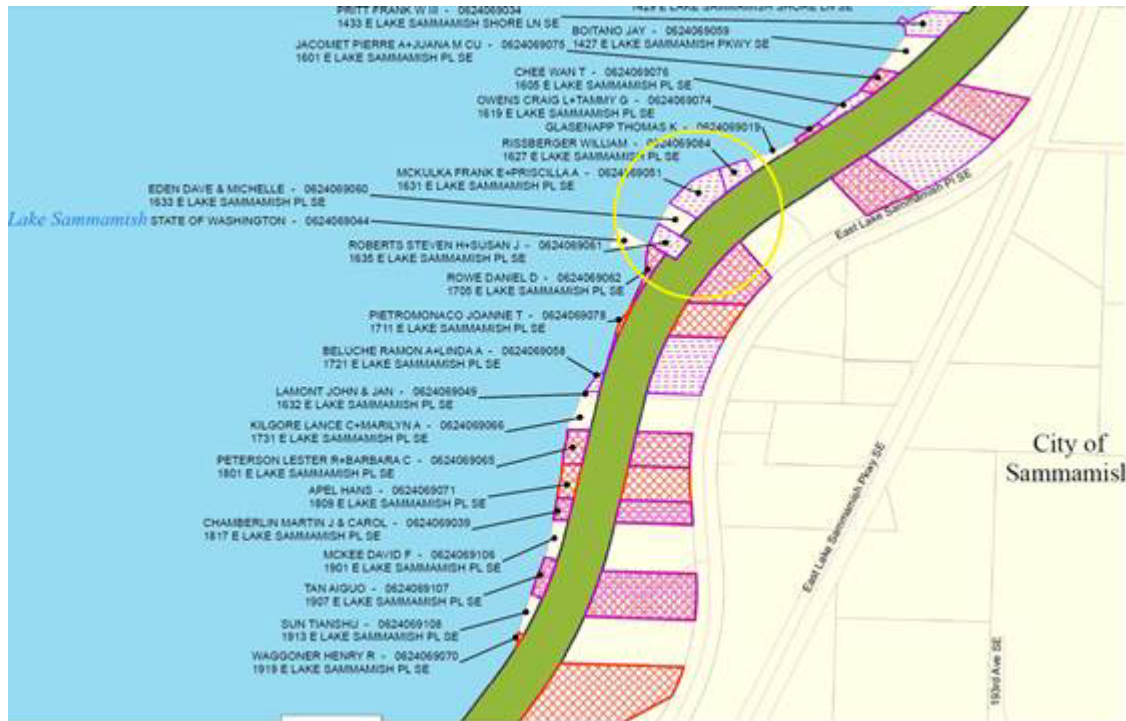 PRITT FRANK W III - 0624069034
1433 E LAKE SAMMAMISH SHORE LN SE
1429 E LAKE SAMMAMISH SHORE LN SE
BOITANO JAY - 0624069059
1427 E LAKE SAMMAMISH PKWY SE
JACOMET PIERRE A+JUANA M CU - 0624069075
1601 E LAKE SAMMAMISH PL SE
CHEE WAN T - 0624069076
1605 E LAKE SAMMAMISH PL SE
OWENS CRAIG L+TAMMY G - 0624069074
1619 E LAKE SAMMAMISH PL SE
GLASENAPP THOMAS K - 0624069019
RISSBERGER WILLIAM - 0624069084
1627 E LAKE SAMMAMISH PL SE
MCKULKA FRANK E+PRISCILLA A - 0624069051
1631 E LAKE SAMMAMISH PL SE
EDEN DAVE & MICHELLE - 0624069060
1633 E LAKE SAMMAMISH PL SE
Lake Sammamish
STATE OF WASHINGTON - 0624069044
ROBERTS STEVEN H+SUSAN J - 0624069061
1635 E LAKE SAMMAMISH PL SE
ROWE DANIEL D - 0624069062
1705 E LAKE SAMMAMISH PL SE
PIETROMONACO JOANNE T - 0624069078
1711 E LAKE SAMMAMISH PL SE
BELUCHE RAMON A+LINDA A - 0624069058
1721 E LAKE SAMMAMISH PL SE
LAMONT JOHN & JAN - 0624069049
1632 E LAKE SAMMAMISH PL SE
KILGORE LANCE C+MARILYN A - 0624069066
1731 E LAKE SAMMAMISH PL SE
PETERSON LESTER R+BARBARA C - 0624069065
1801 E LAKE SAMMAMISH PL SE
APEL HANS - 0624069071
1809 E LAKE SAMMAMISH PL SE
CHAMBERLIN MARTIN J & CAROL - 0624069039
1817 E LAKE SAMMAMISH PL SE
MCKEE DAVID F - 0624069106
1901 E LAKE SAMMAMISH PL SE
TAN AIGUO - 0624069107
1907 E LAKE SAMMAMISH PL SE
SUN TIANSHU - 0624069108
1913 E LAKE SAMMAMISH PL SE
WAGGONER HENRY R - 0624069070
1919 E LAKE SAMMAMISH PL SE
East Lake Sammamish Pl SE
East Lake Sammamish Pkwy SE
City of
Sammamish
193rd Ave SE